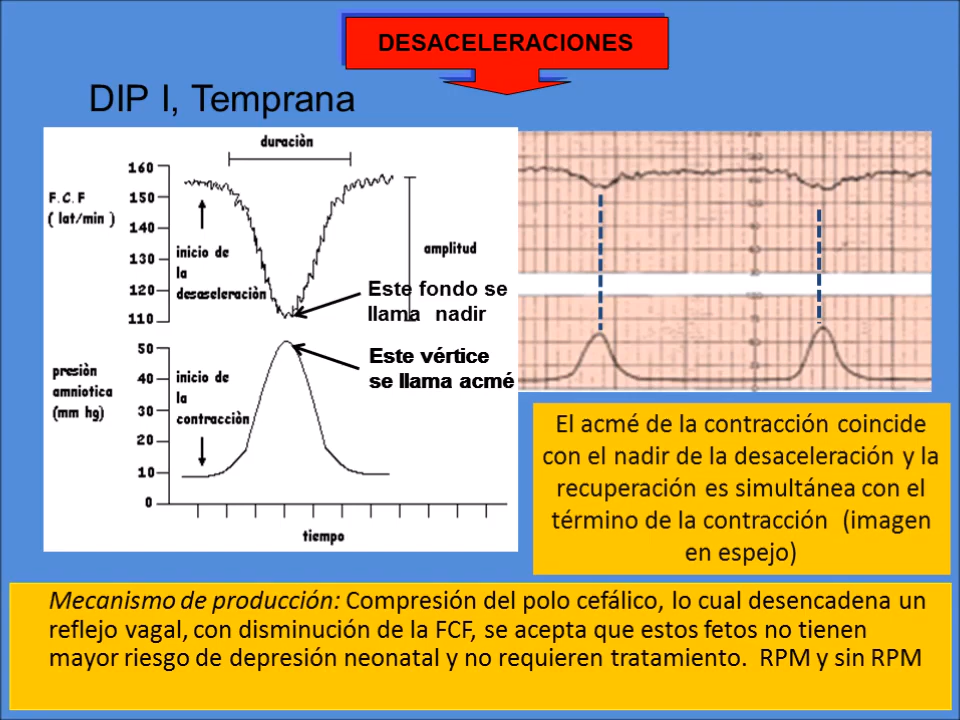 DESACELERACIONES
DIP I, Temprana
duraciòn
160
150
140
130
120
110
F.C.F
( lat/min )
inicio de
la
desaseleraciòn
amplitud
Este fondo se
llama nadir
Este vértice
se llama acmé
50
40
30
20
10
0
presiòn
amniotica
(mm hg)
inicio de
la
contracciòn
tiempo
El acmé de la contracción coincide
con el nadir de la desaceleración y la
recuperación es simultánea con el
término de la contracción (imagen
en espejo)
Mecanismo de producción: Compresión del polo cefálico, lo cual desencadena un
reflejo vagal, con disminución de la FCF, se acepta que estos fetos no tienen
mayor riesgo de depresión neonatal y no requieren tratamiento. RPM y sin RPM